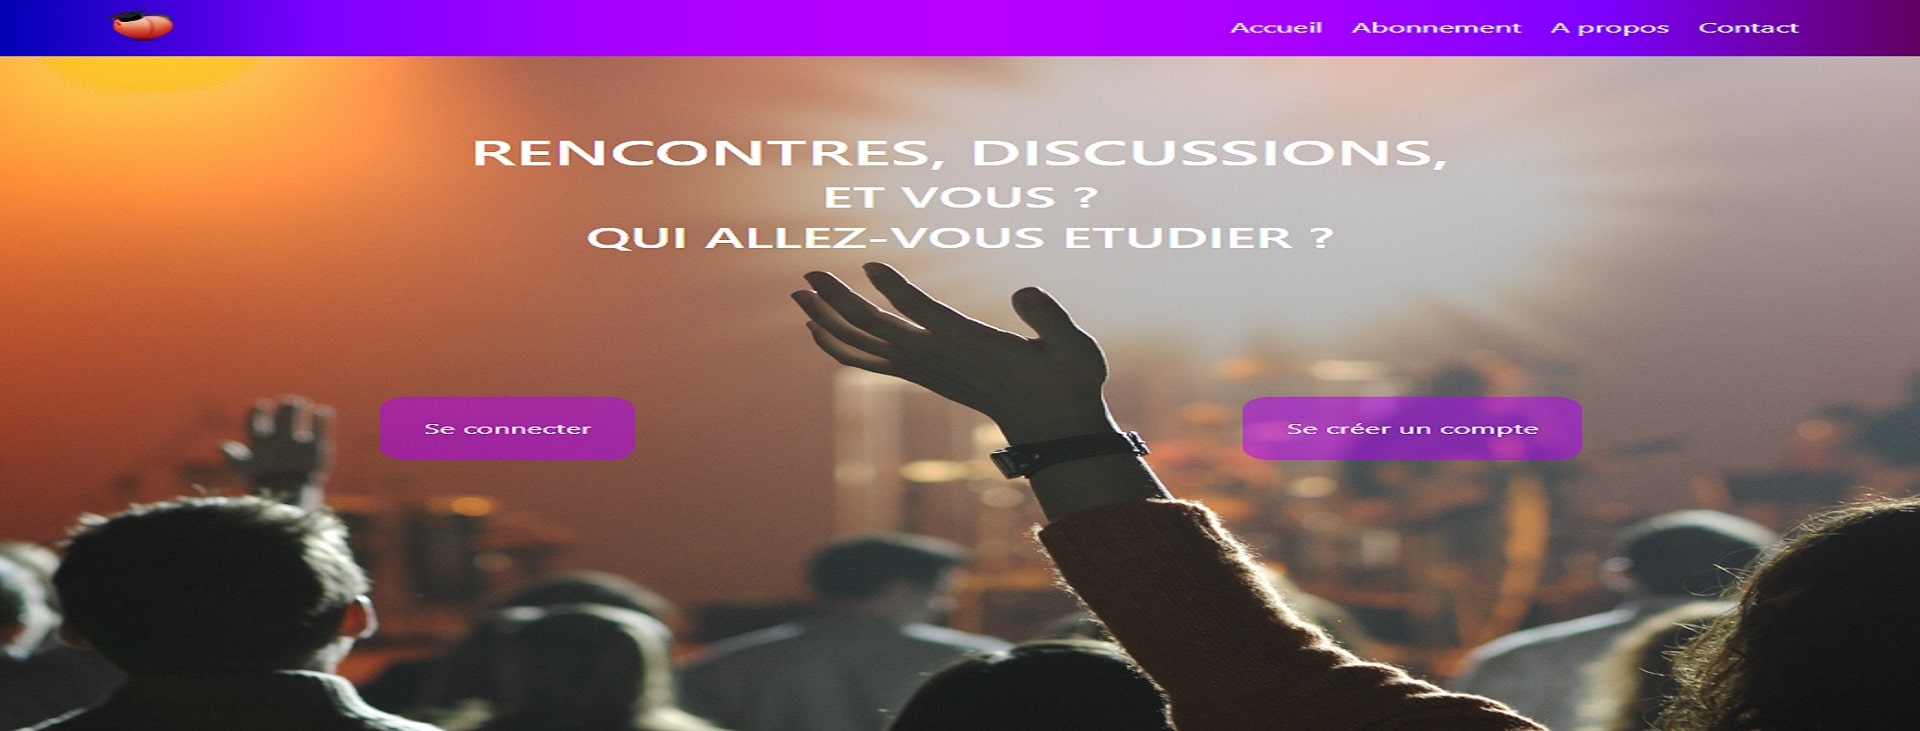 Accueil Abonnement A propos Contact
RENCONTRES, DISCUSSIONS,
ET VOUS ?
QUI ALLEZ-VOUS ETUDIER ?
Se connecter Se créer un compte